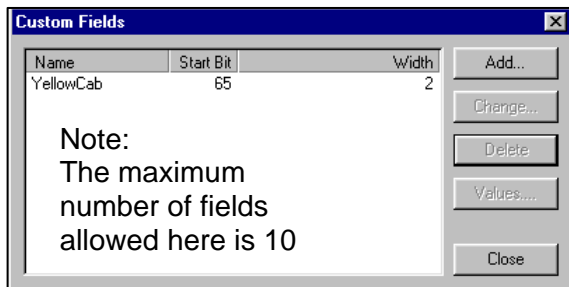 Custom Fields
Name Start Bit Width
YellowCab 65 2
Note:
The maximum
number of fields
allowed here is 10
Add...
Change...
Delete
Values....
Close